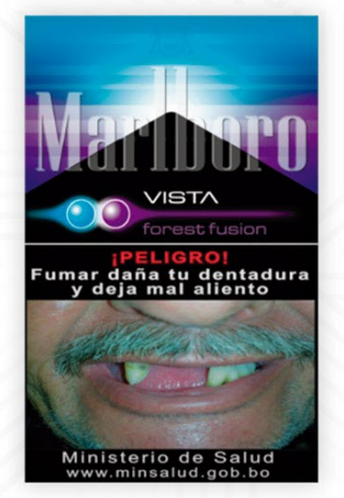 Marlboro
VISTA
forest fusion
¡PELIGRO!
Fumar daña tu dentadura
y deja mal aliento
Ministerio de Salud
www.minsalud.gob.bo